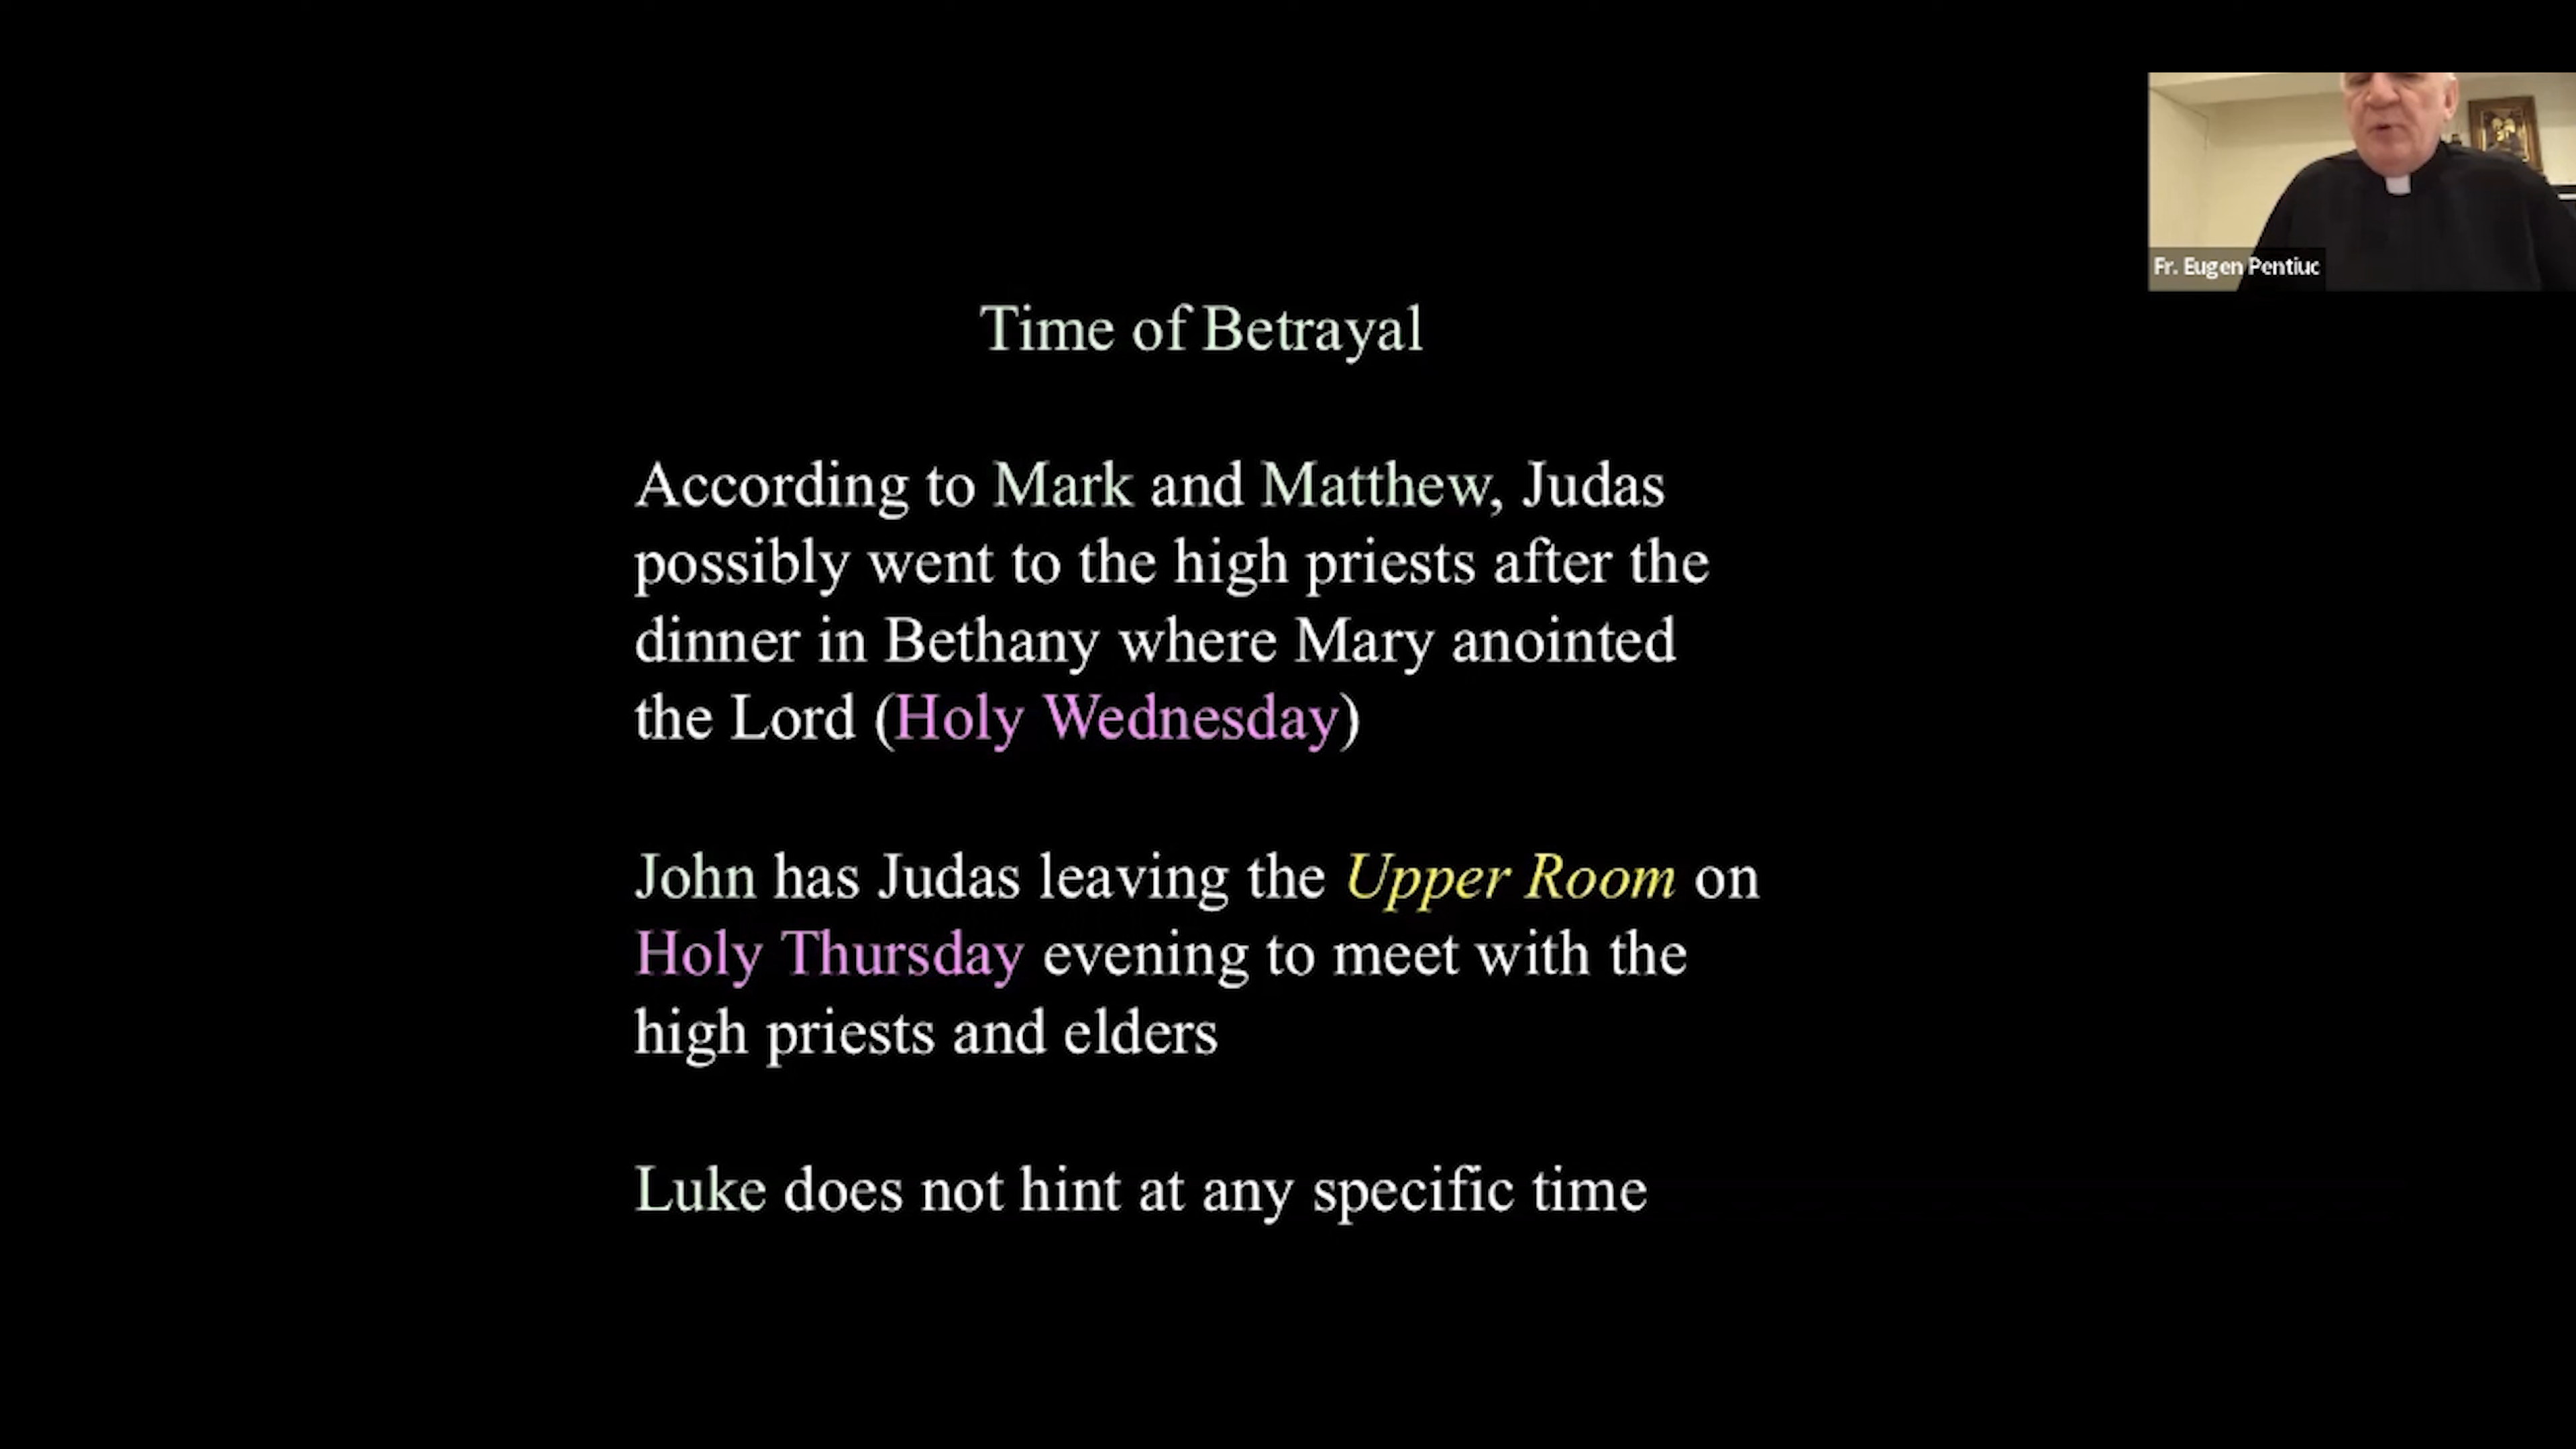 Fr. Eugen Pentiuc
Time of Betrayal
According to Mark and Matthew, Judas
possibly went to the high priests after the
dinner in Bethany where Mary anointed
the Lord (Holy Wednesday)
John has Judas leaving the Upper Room on
Holy Thursday evening to meet with the
high priests and elders
Luke does not hint at any specific time